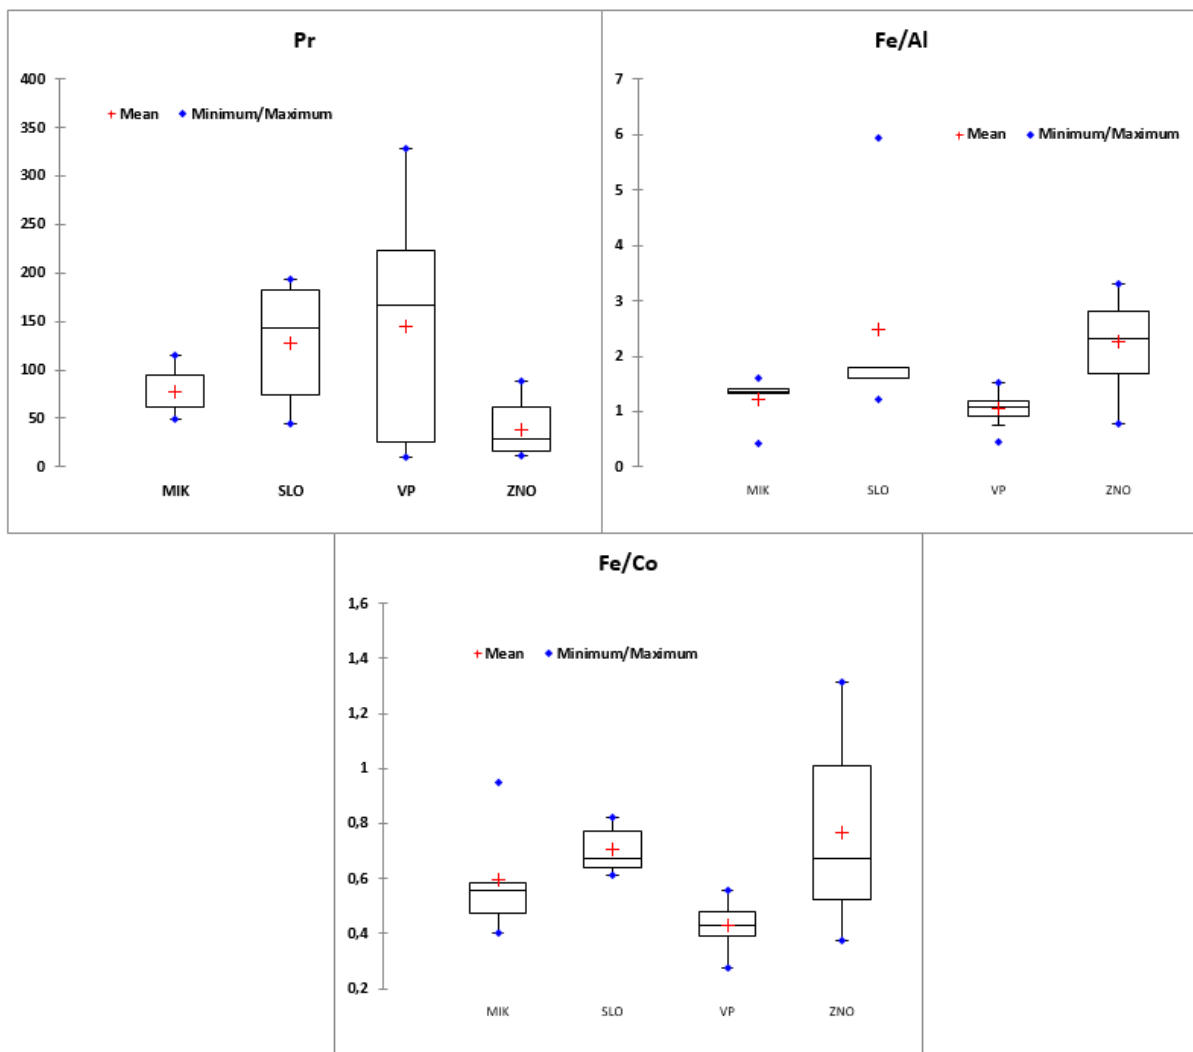 Pr
400
350
300
250
200
150
100
50
0
Mean Minimum/Maximum
MIK SLO VP ZNO
Fe/Al
7
6
5
4
3
2
1
0
Mean Minimum/Maximum
MIK SLO VP ZNO
Fe/Co
1,6
1,4
1,2
1
0,8
0,6
0,4
0,2
Mean Minimum/Maximum
MIK SLO VP ZNO